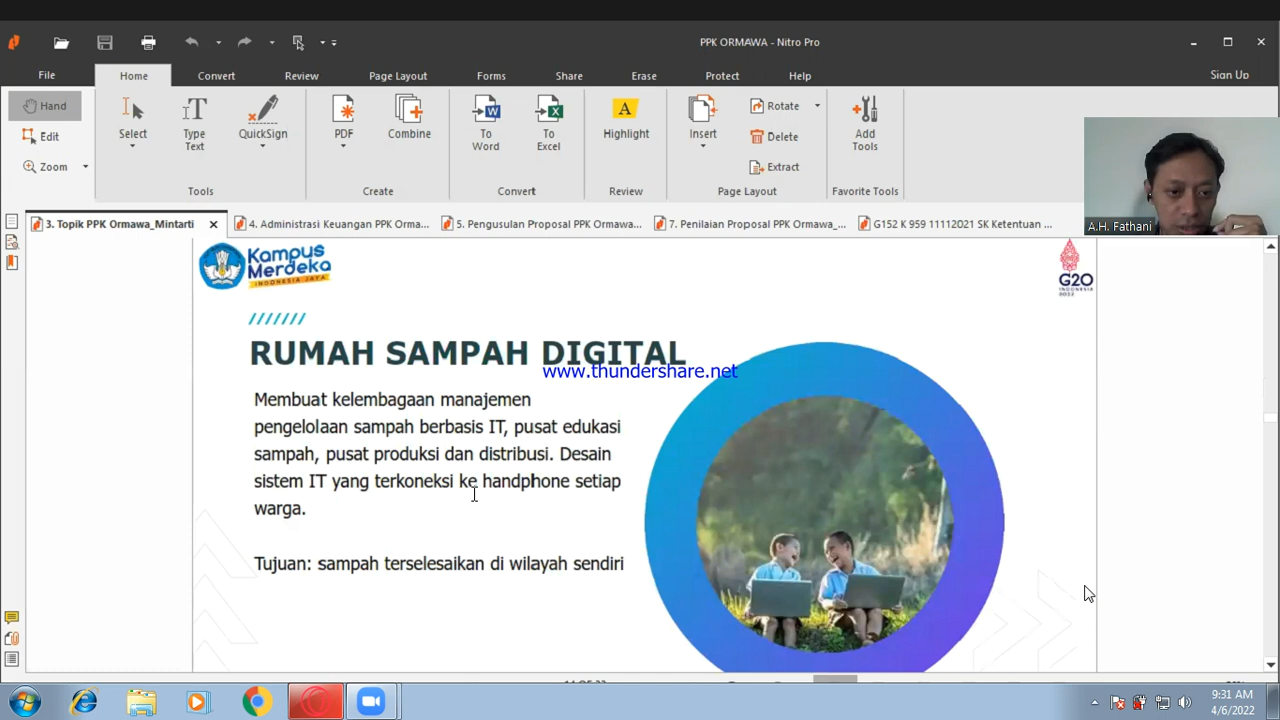 PPK ORMAWA - Nitro Pro
File
Home
Convert
Review
Page Layout
Forms
Share
Erase
Protect
Help
Sign Up
Hand
Edit
Zoom
Select
Type
Text
QuickSign
PDF
Combine
To
Word
To
Excel
Highlight
Insert
Rotate
Delete
Extract
Add
Tools
Tools
Create
Convert
Review
Page Layout
Favorite Tools
A.H. Fathani
3. Topik PPK Ormawa_Mintarti
4. Administrasi Keuangan PPK Orma...
5. Pengusulan Proposal PPK Ormawa...
7. Penilaian Proposal PPK Ormawa_...
G152 K 959 11112021 SK Ketentuan ...
Kampus
Merdeka
INDONESIA JAYA
G20
INDONESIA
2022
RUMAH SAMPAH DIGITAL
www.thundershare.net
Membuat kelembagaan manajemen
pengelolaan sampah berbasis IT, pusat edukasi
sampah, pusat produksi dan distribusi. Desain
sistem IT yang terkoneksi ke handphone setiap
warga.
Tujuan: sampah terselesaikan di wilayah sendiri
9:31 AM
4/6/2022